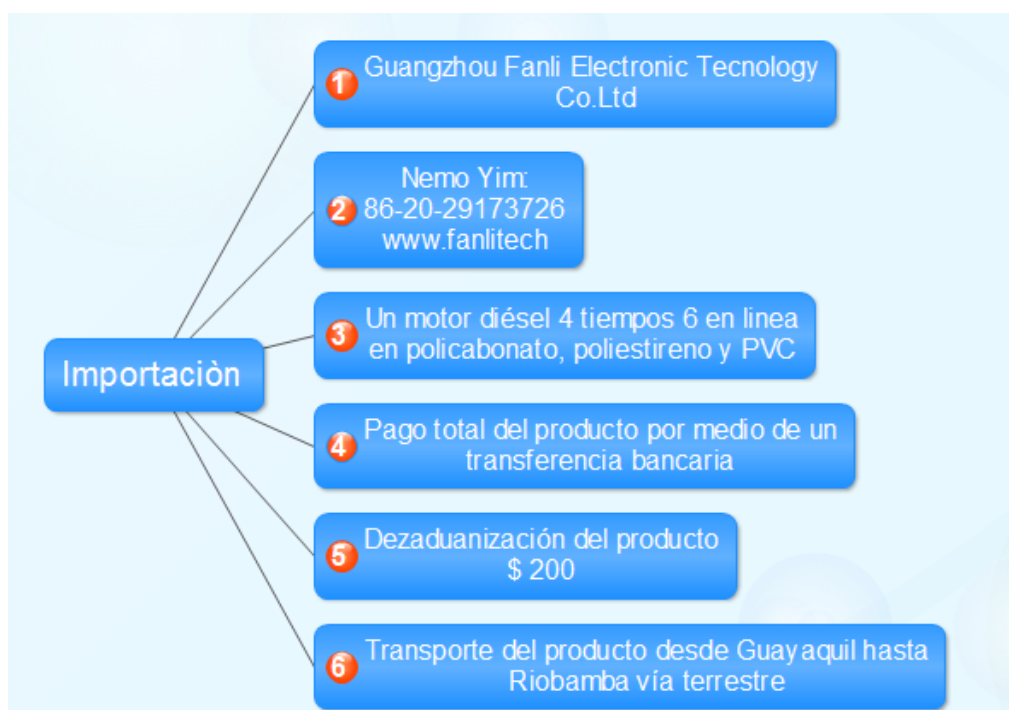 1 Guangzhou Fanli Electronic Tecnology
Co.Ltd
2 Nemo Yim:
86-20-29173726
www.fanlitech
3 Un motor diésel 4 tiempos 6 en linea
en policabonato, poliestireno y PVC
Importaciòn
4 Pago total del producto por medio de un
transferencia bancaria
5 Dezaduanización del producto
$ 200
6 Transporte del producto desde Guayaquil hasta
Riobamba vía terrestre